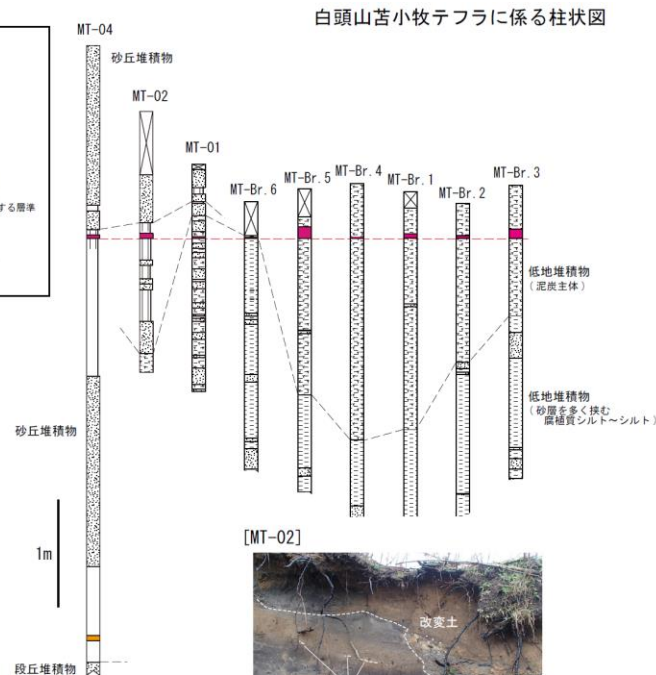 白頭山苫小牧テフラに係る柱状図
MT-04
砂丘堆積物
MT-02
MT-01
MT-Br.6
MT-Br.5
MT-Br.4
MT-Br.1
MT-Br.2
MT-Br.3
する層準
低地堆積物
(泥炭主体)
低地堆積物
(砂層を多く挟む
腐植質シルト～シルト)
砂丘堆積物
1m
[MT-02]
改変土
段丘堆積物